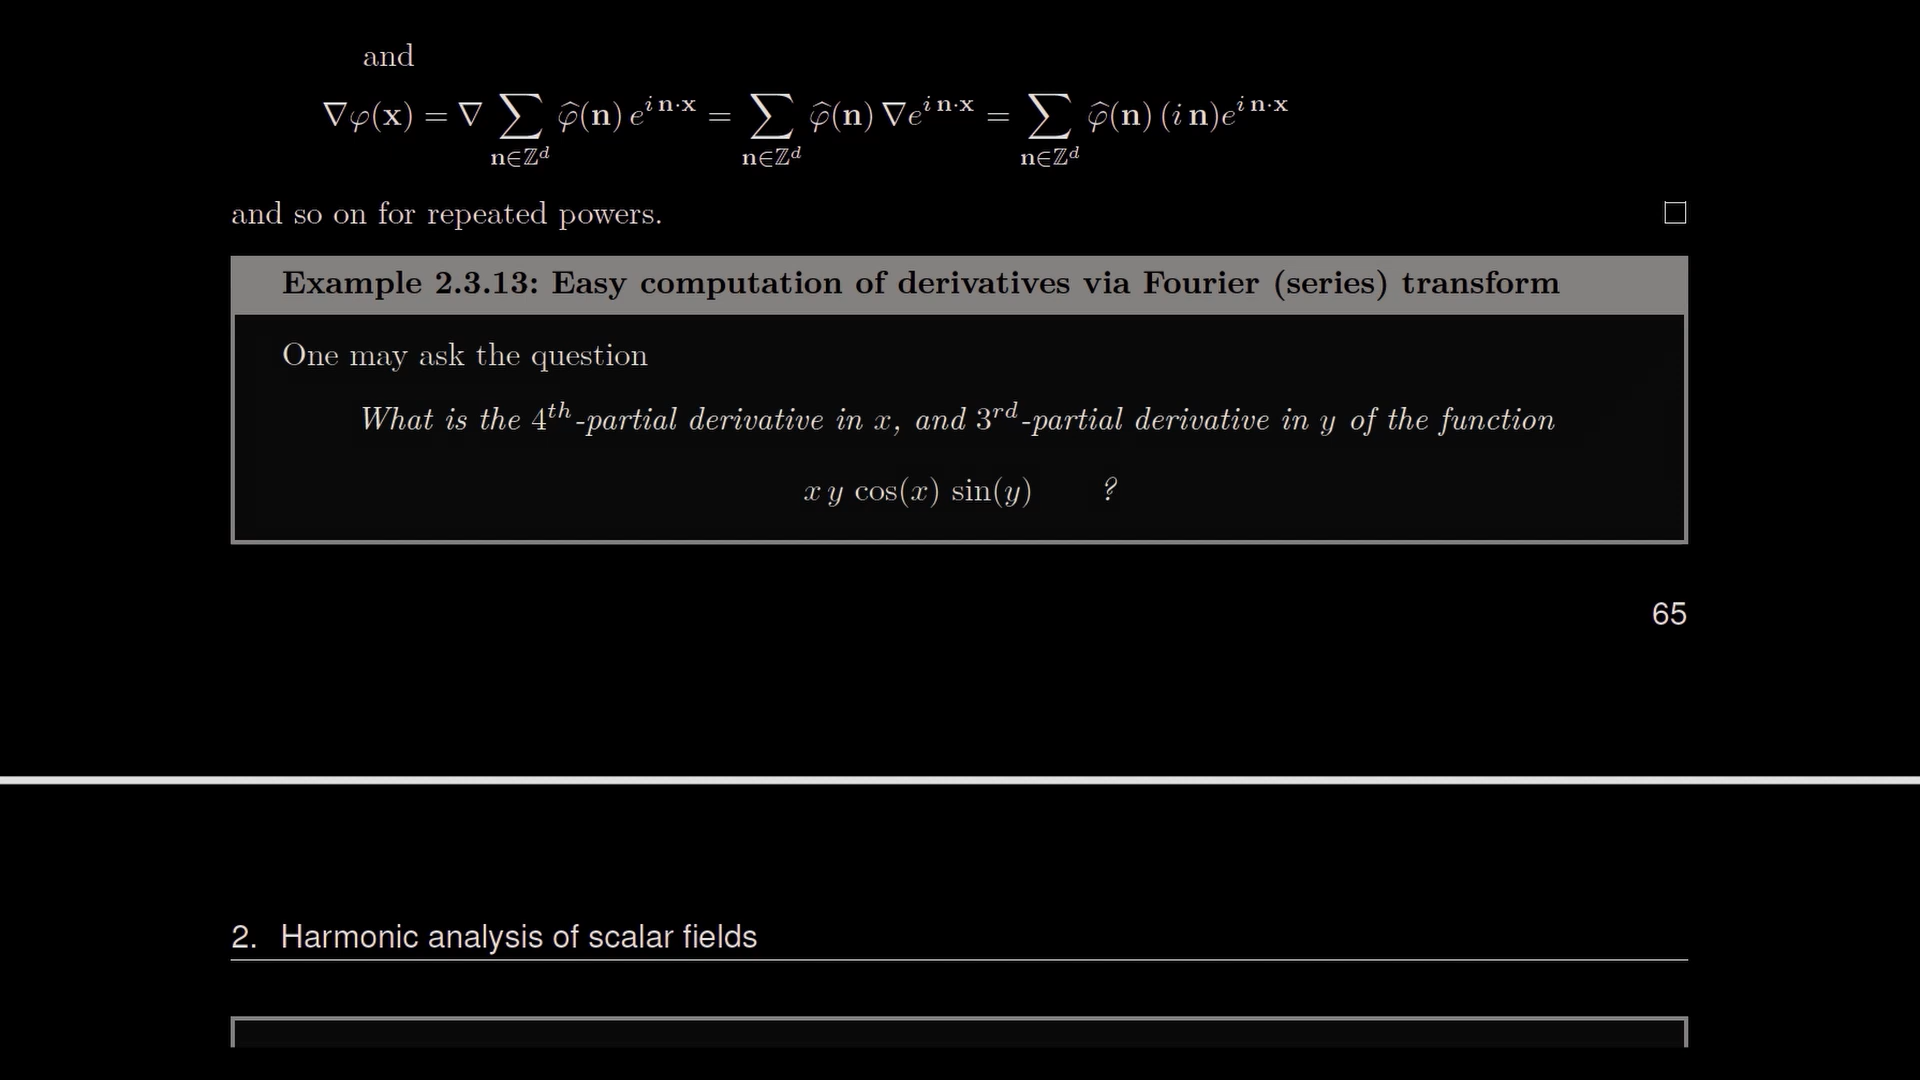 and
∇φ(𝐱) = ∇ ∑_{𝐧∈ℤ^d} φ̂(𝐧) e^{i 𝐧·𝐱} = ∑_{𝐧∈ℤ^d} φ̂(𝐧) ∇e^{i 𝐧·𝐱} = ∑_{𝐧∈ℤ^d} φ̂(𝐧) (i 𝐧)e^{i 𝐧·𝐱}
and so on for repeated powers. □
Example 2.3.13: Easy computation of derivatives via Fourier (series) transform
One may ask the question
What is the 4^{th}-partial derivative in x, and 3^{rd}-partial derivative in y of the function
x y cos(x) sin(y) ?
65
2. Harmonic analysis of scalar fields